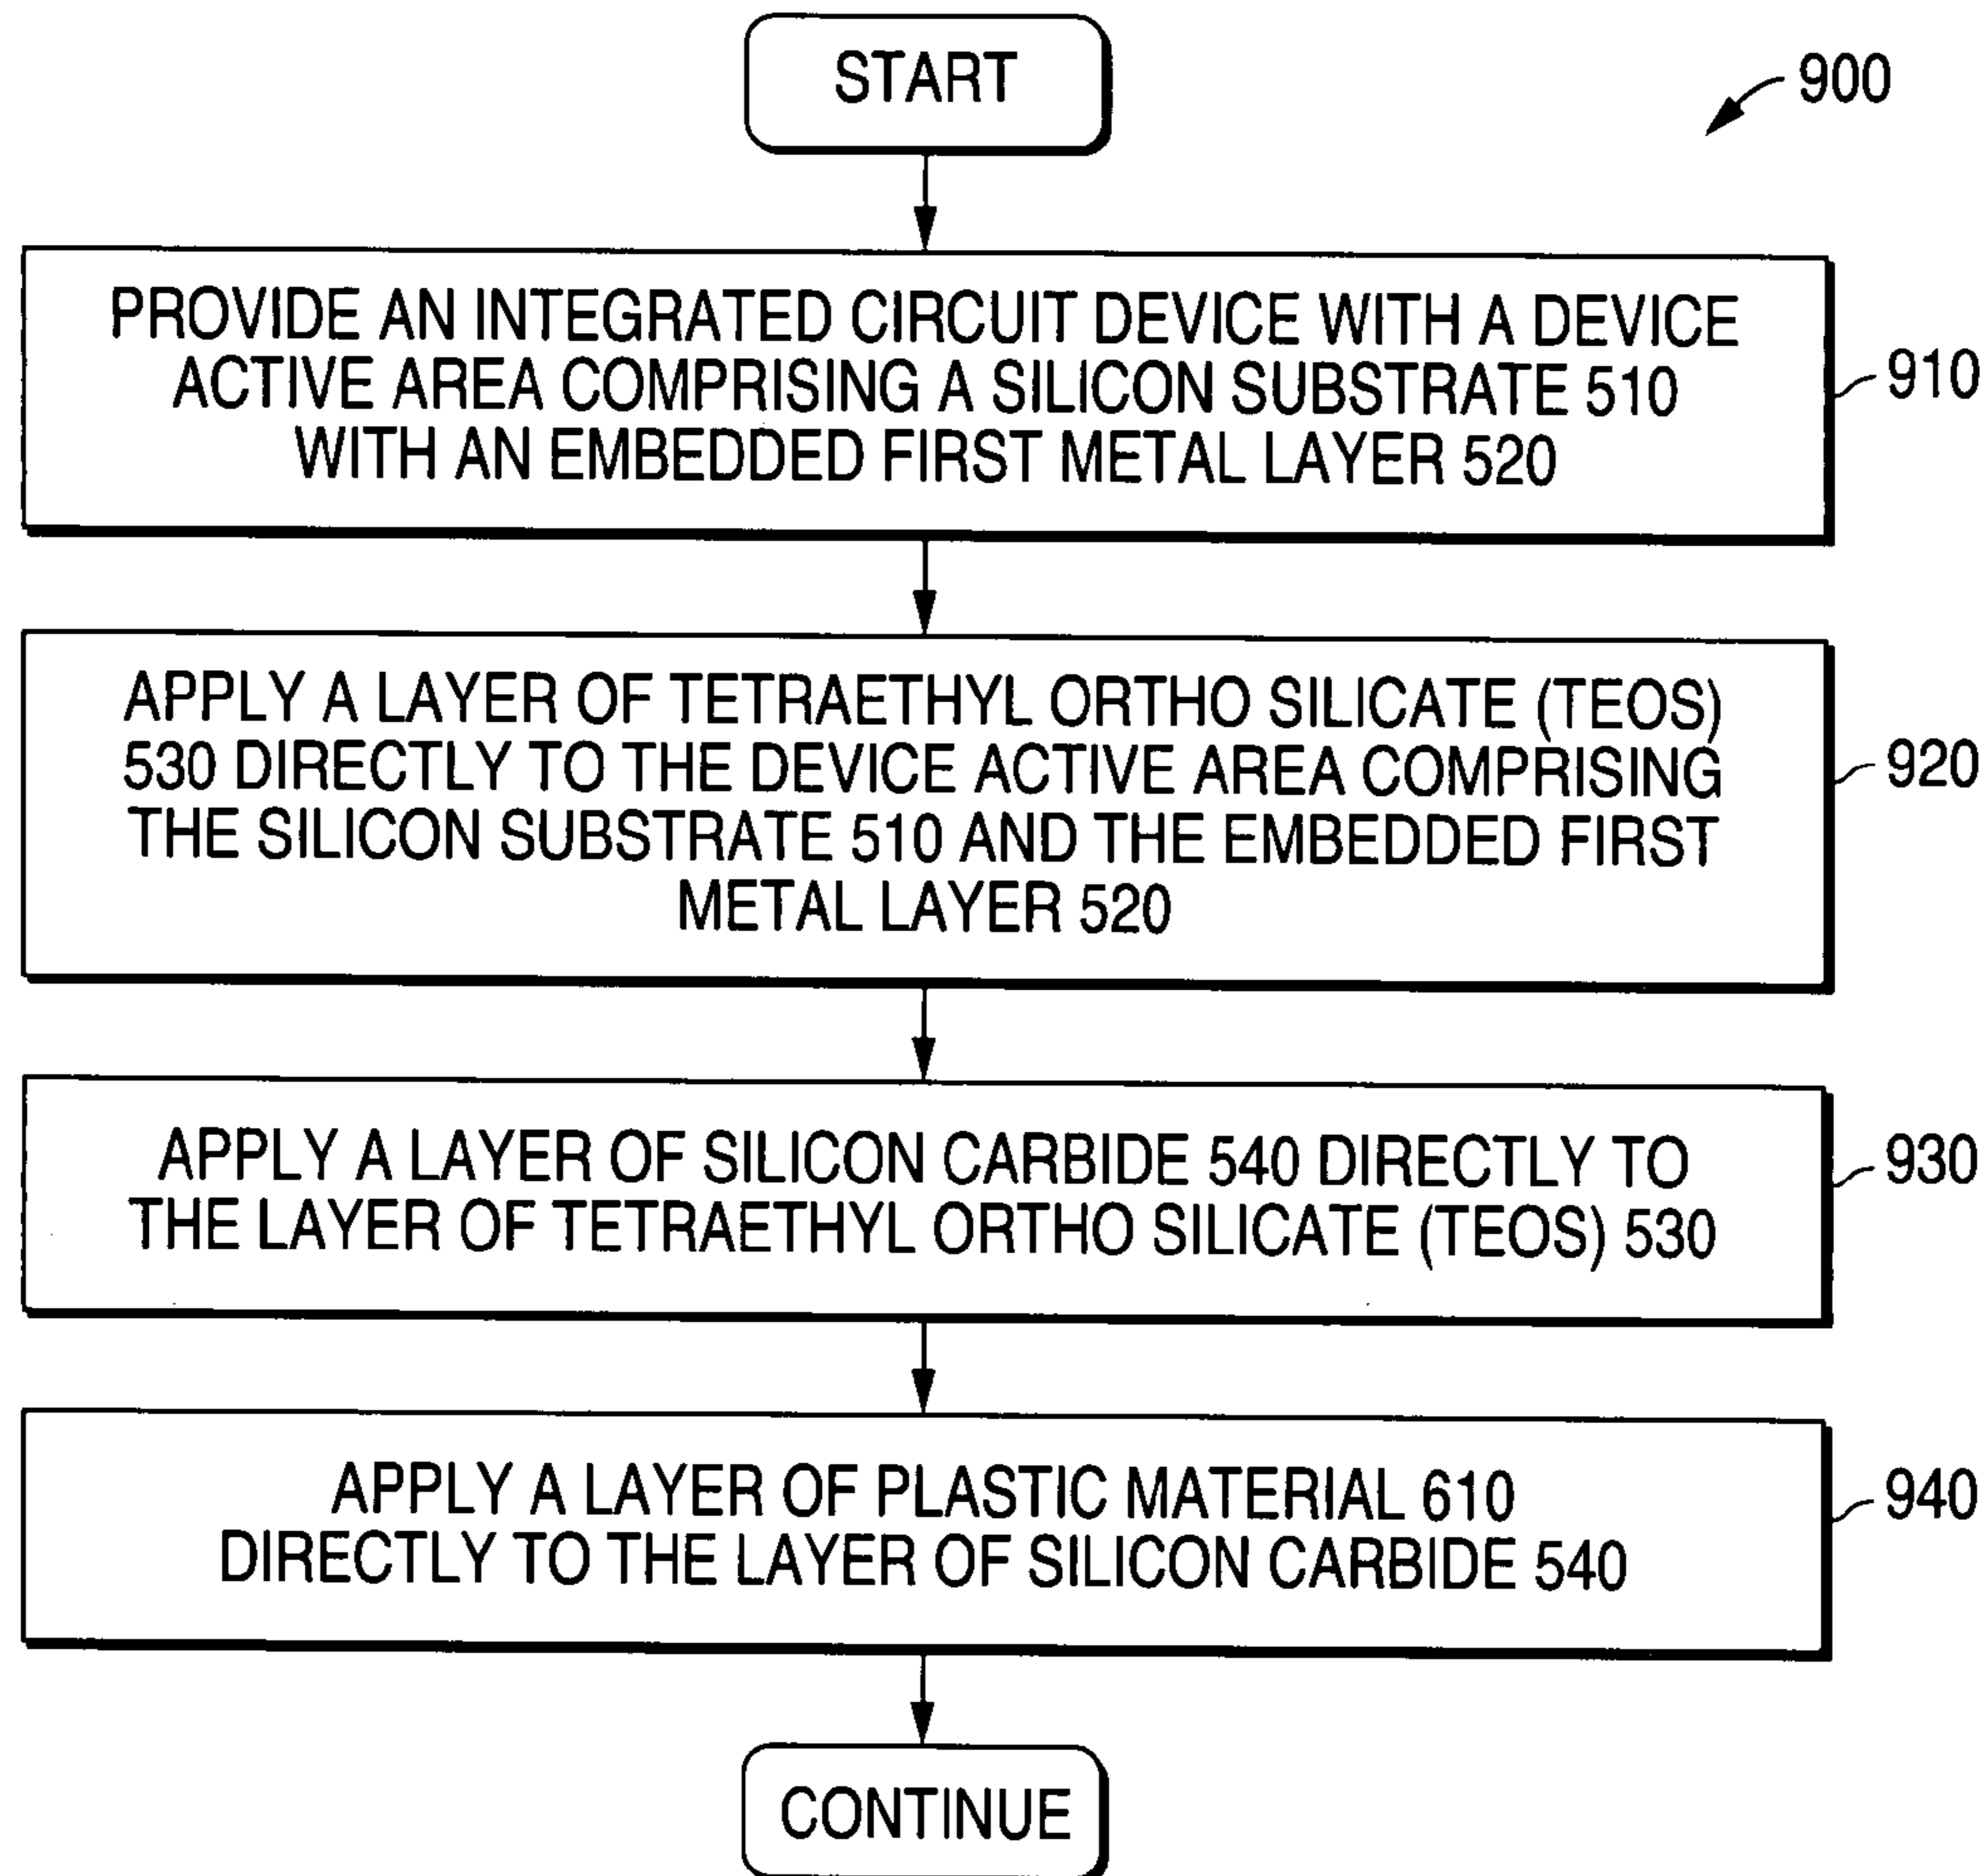 START
900
PROVIDE AN INTEGRATED CIRCUIT DEVICE WITH A DEVICE
ACTIVE AREA COMPRISING A SILICON SUBSTRATE 510
WITH AN EMBEDDED FIRST METAL LAYER 520
910
APPLY A LAYER OF TETRAETHYL ORTHO SILICATE (TEOS)
530 DIRECTLY TO THE DEVICE ACTIVE AREA COMPRISING
THE SILICON SUBSTRATE 510 AND THE EMBEDDED FIRST
METAL LAYER 520
920
APPLY A LAYER OF SILICON CARBIDE 540 DIRECTLY TO
THE LAYER OF TETRAETHYL ORTHO SILICATE (TEOS) 530
930
APPLY A LAYER OF PLASTIC MATERIAL 610
DIRECTLY TO THE LAYER OF SILICON CARBIDE 540
940
CONTINUE